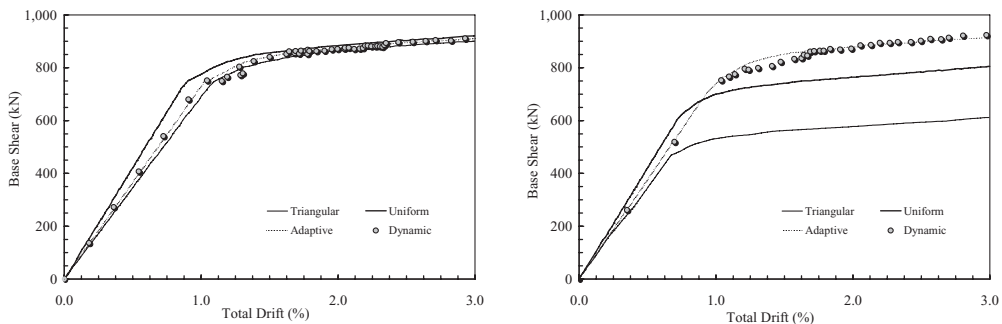 1,000
800
600
400
200
0
Base Shear (kN)
Triangular
Uniform
Adaptive
Dynamic
0.0
1.0
2.0
3.0
Total Drift (%)
1,000
800
600
400
200
0
Base Shear (kN)
Triangular
Uniform
Adaptive
Dynamic
0.0
1.0
2.0
3.0
Total Drift (%)